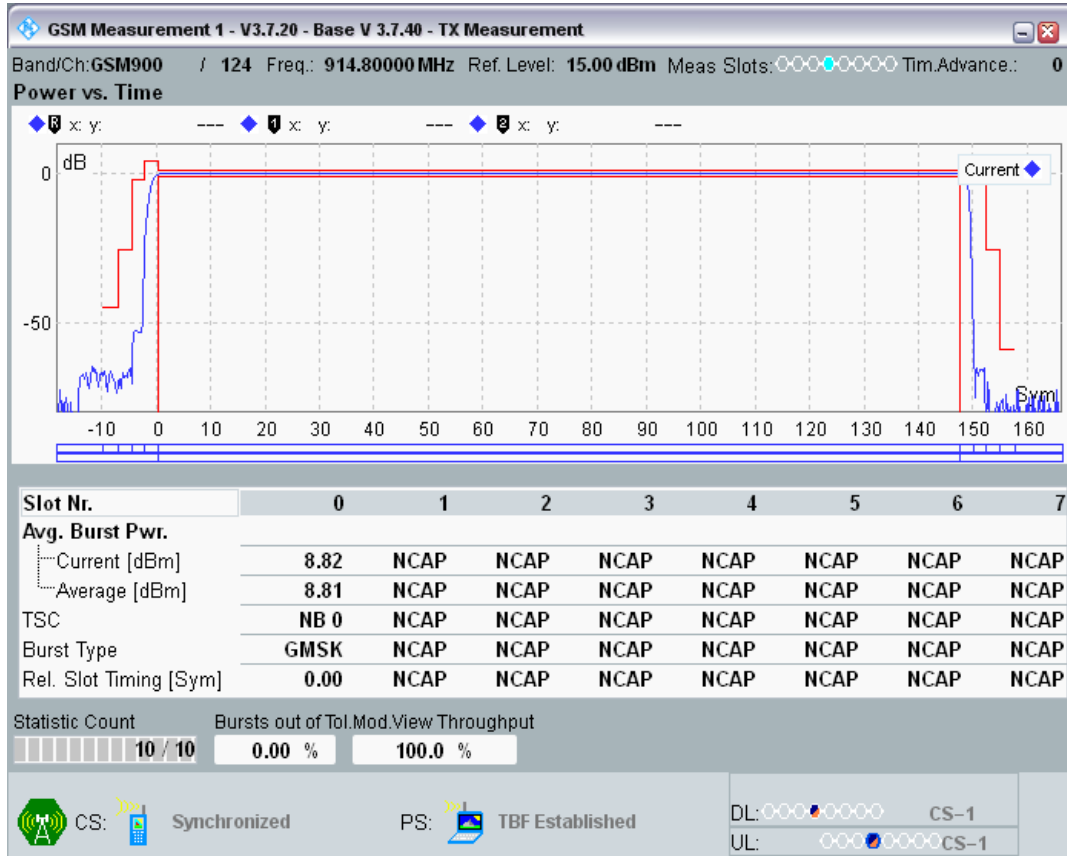 GSM Measurement 1 - V3.7.20 - Base V 3.7.40 - TX Measurement
Band/Ch:GSM900 / 124 Freq.: 914.80000 MHz Ref. Level: 15.00 dBm Meas Slots: Tim.Advance.: 0
Power vs. Time
R x: y: --- 1 x: y: --- 2 x: y: ---
dB
Current
0
-50
Sym
-10 0 10 20 30 40 50 60 70 80 90 100 110 120 130 140 150 160
Slot Nr. 0 1 2 3 4 5 6 7
Avg. Burst Pwr.
Current [dBm] 8.82 NCAP NCAP NCAP NCAP NCAP NCAP NCAP
Average [dBm] 8.81 NCAP NCAP NCAP NCAP NCAP NCAP NCAP
TSC NB 0 NCAP NCAP NCAP NCAP NCAP NCAP NCAP
Burst Type GMSK NCAP NCAP NCAP NCAP NCAP NCAP NCAP
Rel. Slot Timing [Sym] 0.00 NCAP NCAP NCAP NCAP NCAP NCAP NCAP
Statistic Count Bursts out of Tol. Mod.View Throughput
10 / 10 0.00 % 100.0 %
CS: Synchronized PS: TBF Established DL: CS-1
UL: CS-1